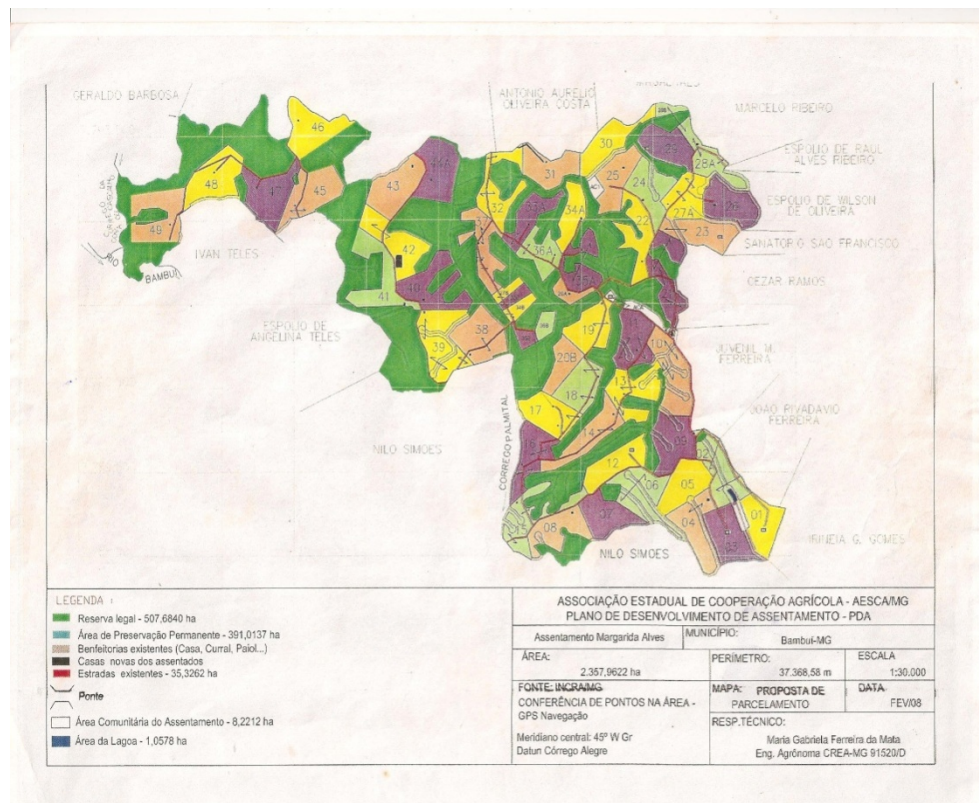 GERALDO BARBOSA
ANTONIO AURELIO
OLIVEIRA COSTA
MARCELO RIBEIRO
ESPOLIO DE RAUL
ALVES RIBEIRO
ESPOLIO DE WILSON
DE OLIVEIRA
SANATOR O. SAO FRANCISCO
CEZAR RAMOS
JUVENIL M.
FERREIRA
JOAO RIVADAVIO
FERREIRA
IRINEIA G. GOMES
IVAN TELES
RIO
BAMBUI
ESPOLIO DE
ANGELINA TELES
NILO SIMOES
CORREGO PALMITAL
NILO SIMOES
46
48
47
45
49
43
44A
42
41
40
39
38
32
31
30
25
24
28A
22
27A
23
34A
36A
19
20B
18
17
14
13
10
09
12
06
05
04
03
01
02
08
07
15
16
LEGENDA :
Reserva legal - 507,6840 ha
Área de Preservação Permanente - 391,0137 ha
Benfeitorias existentes (Casa, Curral, Paiol...)
Casas novas dos assentados
Estradas existentes - 35,3262 ha
Ponte
Área Comunitária do Assentamento - 8,2212 ha
Área da Lagoa - 1,0578 ha
ASSOCIAÇÃO ESTADUAL DE COOPERAÇÃO AGRÍCOLA - AESCA/MG
PLANO DE DESENVOLVIMENTO DE ASSENTAMENTO - PDA
Assentamento Margarida Alves
MUNICÍPIO:
Bambuí-MG
ÁREA:
2.357,9622 ha
PERÍMETRO:
37.368,58 m
ESCALA
1:30.000
FONTE: INCRA/MG
CONFERÊNCIA DE PONTOS NA ÁREA -
GPS Navegação
Meridiano central: 45º W Gr
Datun Córrego Alegre
MAPA: PROPOSTA DE
PARCELAMENTO
DATA
FEV/08
RESP.TÉCNICO:
Maria Gabriela Ferreira da Mata
Eng. Agrônoma CREA-MG 91520/D